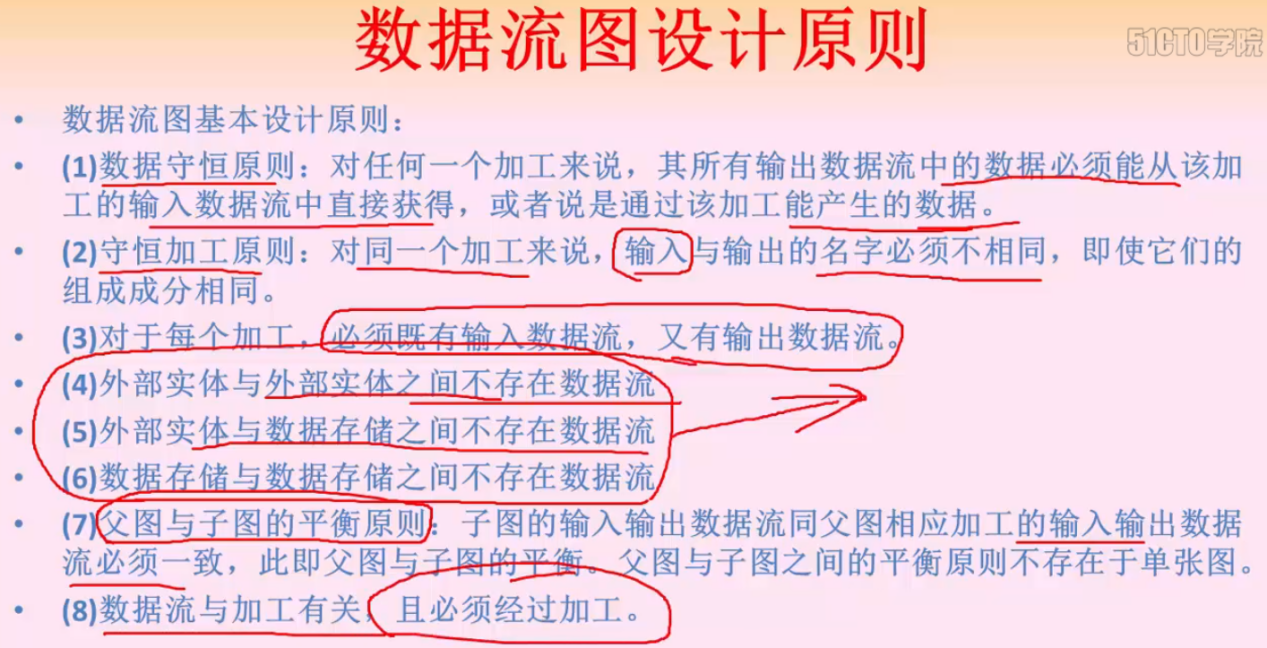 数据流图设计原则
51CTO学院
• 数据流图基本设计原则：
• (1)数据守恒原则：对任何一个加工来说，其所有输出数据流中的数据必须能从该加
工的输入数据流中直接获得，或者说是通过该加工能产生的数据。
• (2)守恒加工原则：对同一个加工来说，输入与输出的名字必须不相同，即使它们的
组成成分相同。
• (3)对于每个加工，必须既有输入数据流，又有输出数据流。
• (4)外部实体与外部实体之间不存在数据流
• (5)外部实体与数据存储之间不存在数据流
• (6)数据存储与数据存储之间不存在数据流
• (7)父图与子图的平衡原则：子图的输入输出数据流同父图相应加工的输入输出数据
流必须一致，此即父图与子图的平衡。父图与子图之间的平衡原则不存在于单张图。
• (8)数据流与加工有关，且必须经过加工。